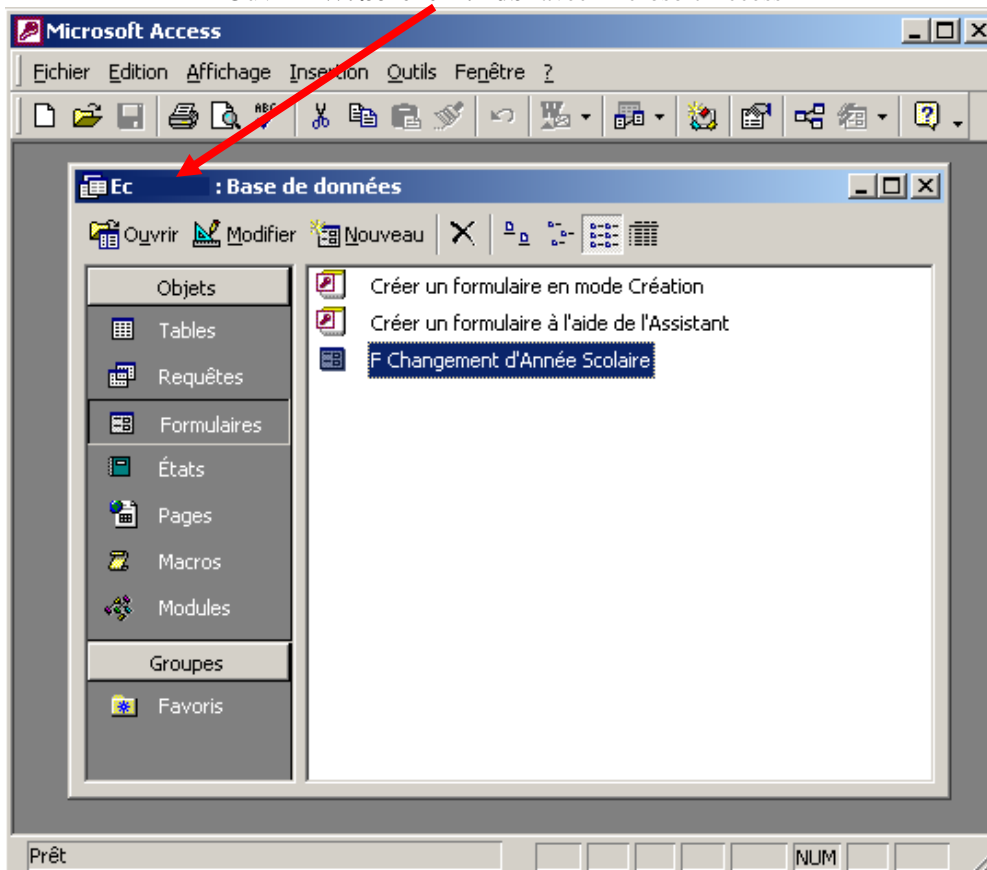 Microsoft Access
Fichier Edition Affichage Insertion Outils Fenêtre ?
Ec : Base de données
Ouvrir Modifier Nouveau
Objets
Tables
Requêtes
Formulaires
États
Pages
Macros
Modules
Groupes
Favoris
Créer un formulaire en mode Création
Créer un formulaire à l'aide de l'Assistant
F Changement d'Année Scolaire
Prêt
NUM